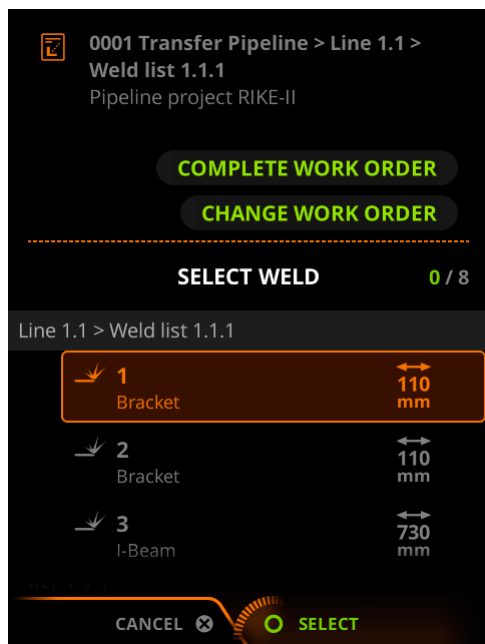 0001 Transfer Pipeline > Line 1.1 >
Weld list 1.1.1
Pipeline project RIKE-II
COMPLETE WORK ORDER
CHANGE WORK ORDER
SELECT WELD 0 / 8
Line 1.1 > Weld list 1.1.1
1 110
Bracket mm
2 110
Bracket mm
3 730
I-Beam mm
CANCEL SELECT